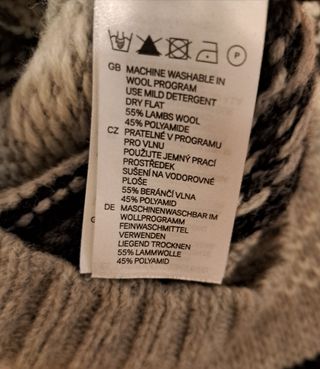 GB MACHINE WASHABLE IN
WOOL PROGRAM
USE MILD DETERGENT
DRY FLAT
55% LAMBS WOOL
45% POLYAMIDE
CZ PRATELNÉ V PROGRAMU
PRO VLNU
POUŽIJTE JEMNÝ PRACÍ
PROSTŘEDEK
SUŠENÍ NA VODOROVNÉ
PLOŠE
55% BERÁNČÍ VLNA
45% POLYAMID
DE MASCHINENWASCHBAR IM
WOLLPROGRAMM
FEINWASCHMITTEL
VERWENDEN
LIEGEND TROCKNEN
55% LAMMWOLLE
45% POLYAMID